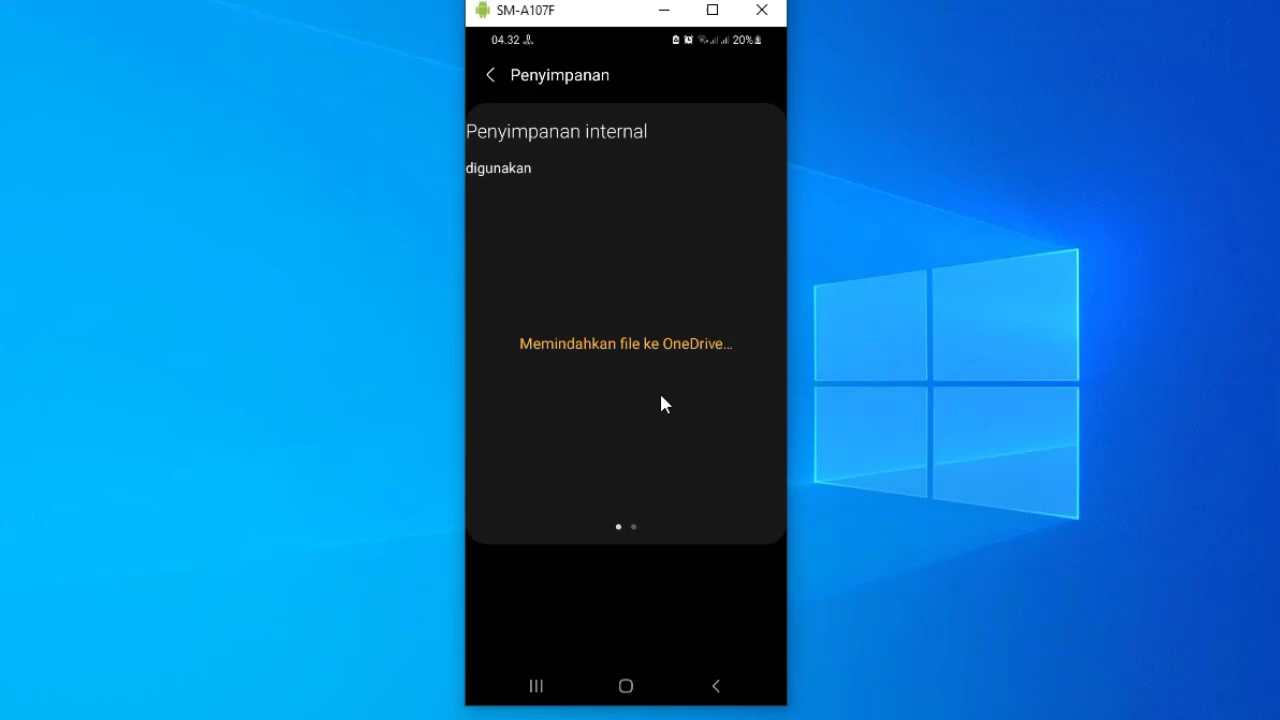 SM-A107F
04.32
20%
Penyimpanan
Penyimpanan internal
digunakan
Memindahkan file ke OneDrive...